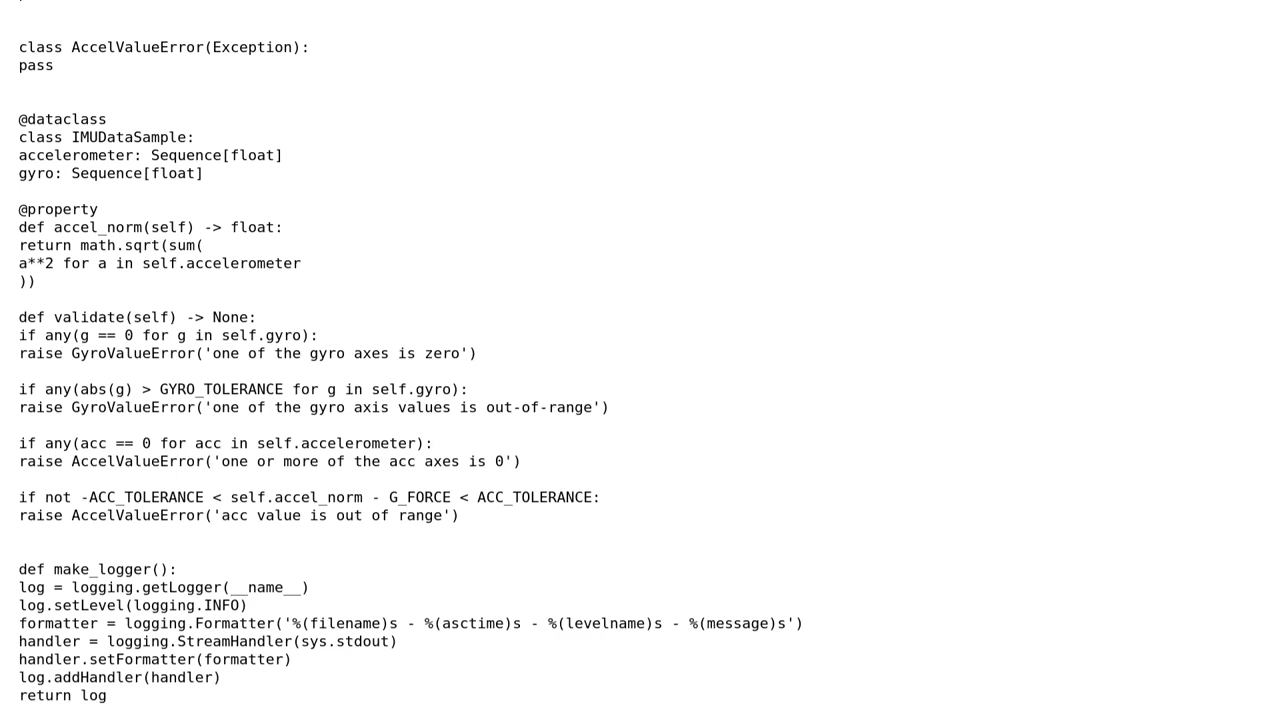 class AccelValueError(Exception):
pass
@dataclass
class IMUDataSample:
accelerometer: Sequence[float]
gyro: Sequence[float]
@property
def accel_norm(self) -> float:
return math.sqrt(sum(
a**2 for a in self.accelerometer
))
def validate(self) -> None:
if any(g == 0 for g in self.gyro):
raise GyroValueError('one of the gyro axes is zero')
if any(abs(g) > GYRO_TOLERANCE for g in self.gyro):
raise GyroValueError('one of the gyro axis values is out-of-range')
if any(acc == 0 for acc in self.accelerometer):
raise AccelValueError('one or more of the acc axes is 0')
if not -ACC_TOLERANCE < self.accel_norm - G_FORCE < ACC_TOLERANCE:
raise AccelValueError('acc value is out of range')
def make_logger():
log = logging.getLogger(__name__)
log.setLevel(logging.INFO)
formatter = logging.Formatter('%(filename)s - %(asctime)s - %(levelname)s - %(message)s')
handler = logging.StreamHandler(sys.stdout)
handler.setFormatter(formatter)
log.addHandler(handler)
return log